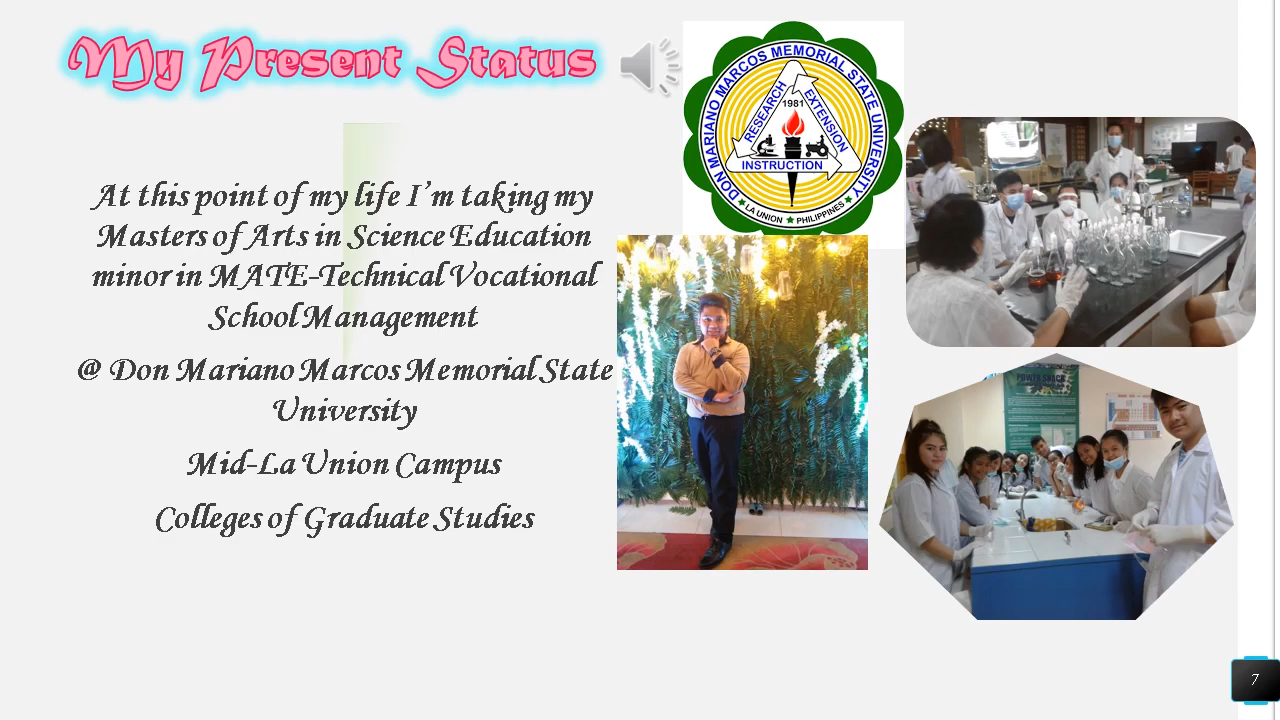 My Present Status
At this point of my life I'm taking my
Masters of Arts in Science Education
minor in MATE-Technical Vocational
School Management
@ Don Mariano Marcos Memorial State
University
Mid-La Union Campus
Colleges of Graduate Studies
DON MARIANO MARCOS MEMORIAL STATE UNIVERSITY
RESEARCH
EXTENSION
1981
INSTRUCTION
LA UNION ★ PHILIPPINES
POWER SHOCK
7